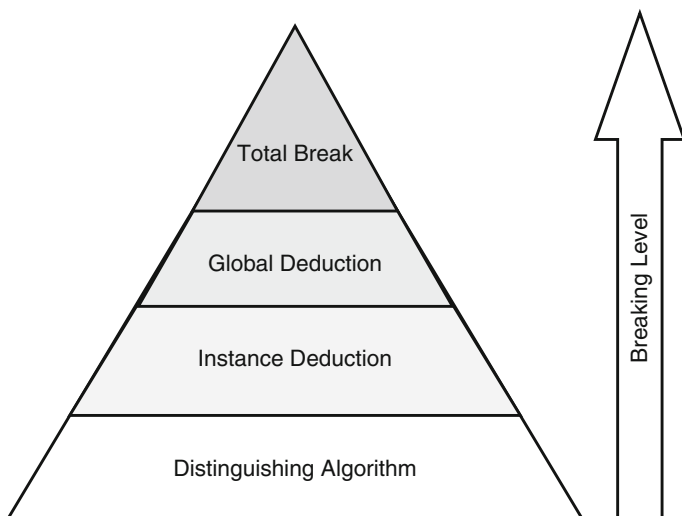 Total Break
Global Deduction
Instance Deduction
Distinguishing Algorithm
Breaking Level